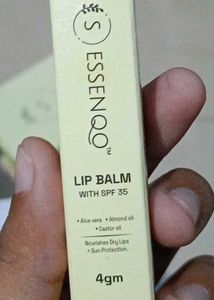 S
ESSENQO™
LIP BALM
WITH SPF 35
• Aloe vera • Almond oil
• Castor oil
Nourishes Dry Lips
• Sun Protection.
4gm